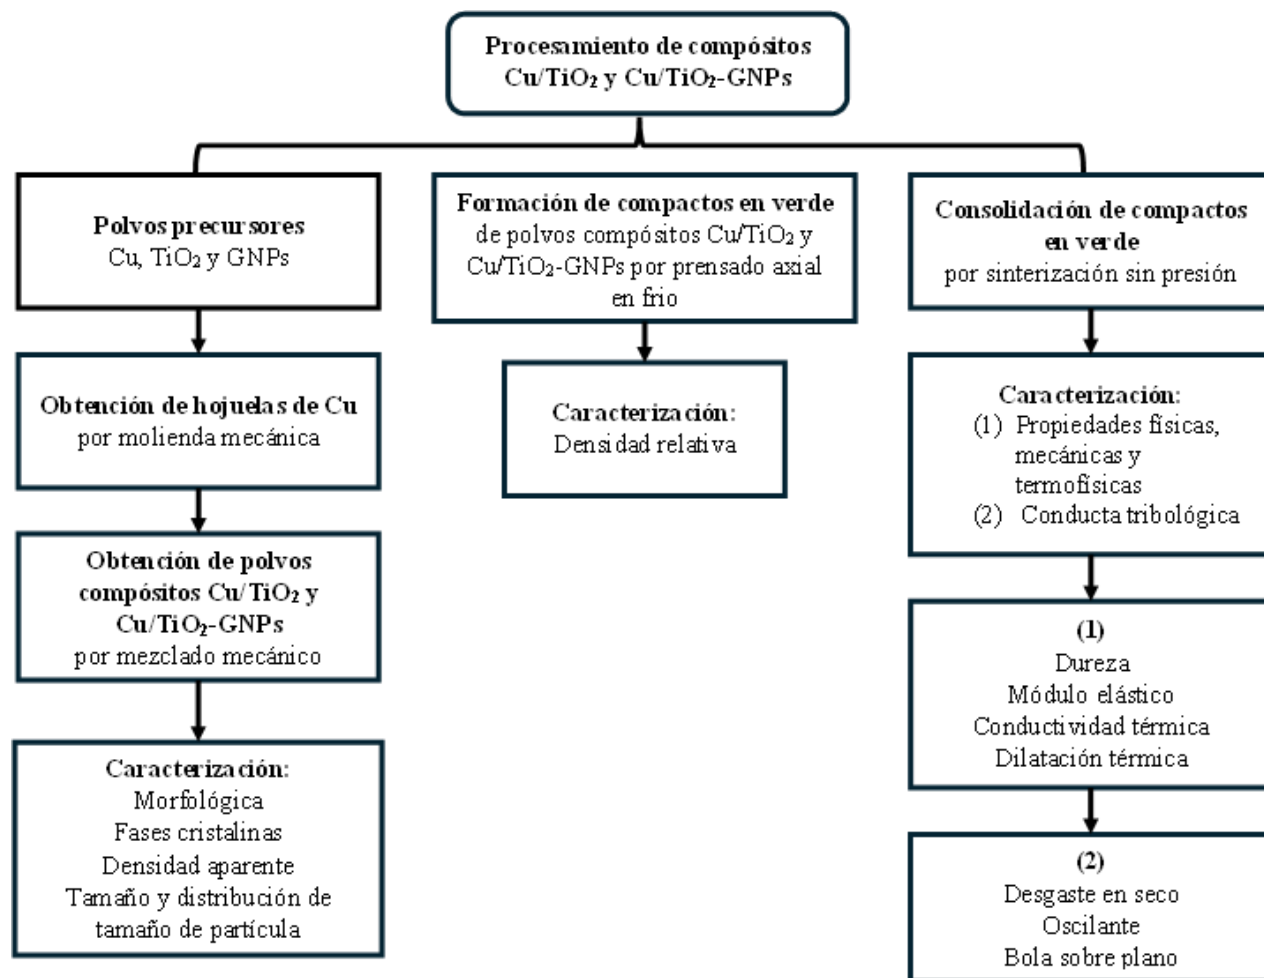 Procesamiento de compósitos
Cu/TiO₂ y Cu/TiO₂-GNPs
Polvos precursores
Cu, TiO₂ y GNPs
Obtención de hojuelas de Cu
por molienda mecánica
Obtención de polvos
compósitos Cu/TiO₂ y
Cu/TiO₂-GNPs
por mezclado mecánico
Caracterización:
Morfológica
Fases cristalinas
Densidad aparente
Tamaño y distribución de
tamaño de partícula
Formación de compactos en verde
de polvos compósitos Cu/TiO₂ y
Cu/TiO₂-GNPs por prensado axial
en frio
Caracterización:
Densidad relativa
Consolidación de compactos
en verde
por sinterización sin presión
Caracterización:
(1) Propiedades físicas,
mecánicas y
termofísicas
(2) Conducta tribológica
(1)
Dureza
Módulo elástico
Conductividad térmica
Dilatación térmica
(2)
Desgaste en seco
Oscilante
Bola sobre plano